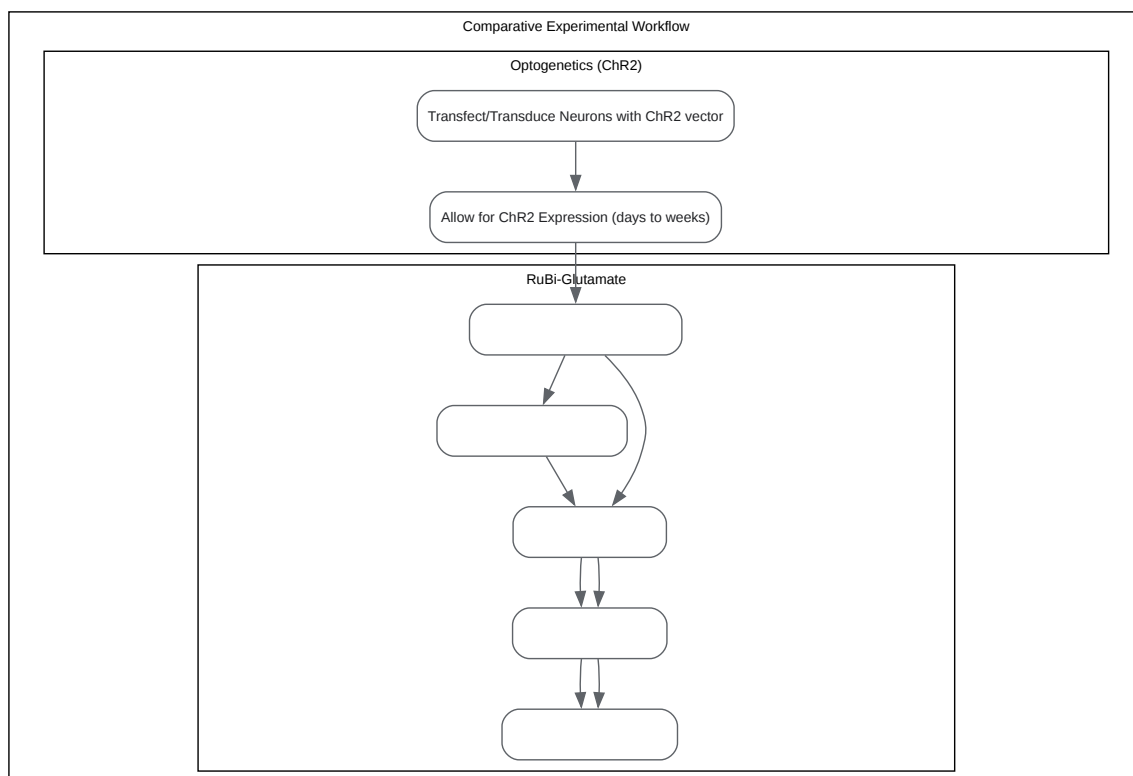 Comparative Experimental Workflow
Optogenetics (ChR2)
Transfect/Transduce Neurons with ChR2 vector
Allow for ChR2 Expression (days to weeks)
RuBi-Glutamate